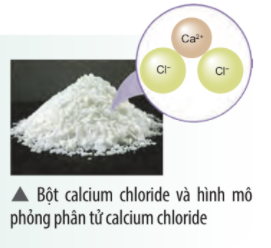 Ca²⁺
Cl⁻ Cl⁻
▲ Bột calcium chloride và hình mô
phỏng phân tử calcium chloride